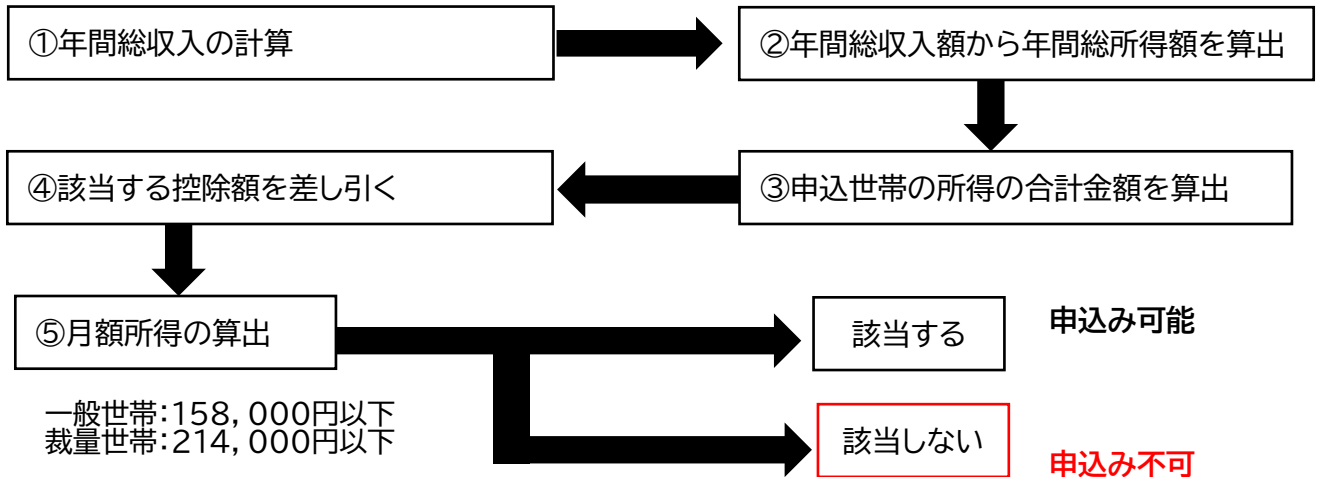 ①年間総収入の計算
②年間総収入額から年間総所得額を算出
③申込世帯の所得の合計金額を算出
④該当する控除額を差し引く
⑤月額所得の算出
一般世帯:158,000円以下
裁量世帯:214,000円以下
該当する
申込み可能
該当しない
申込み不可